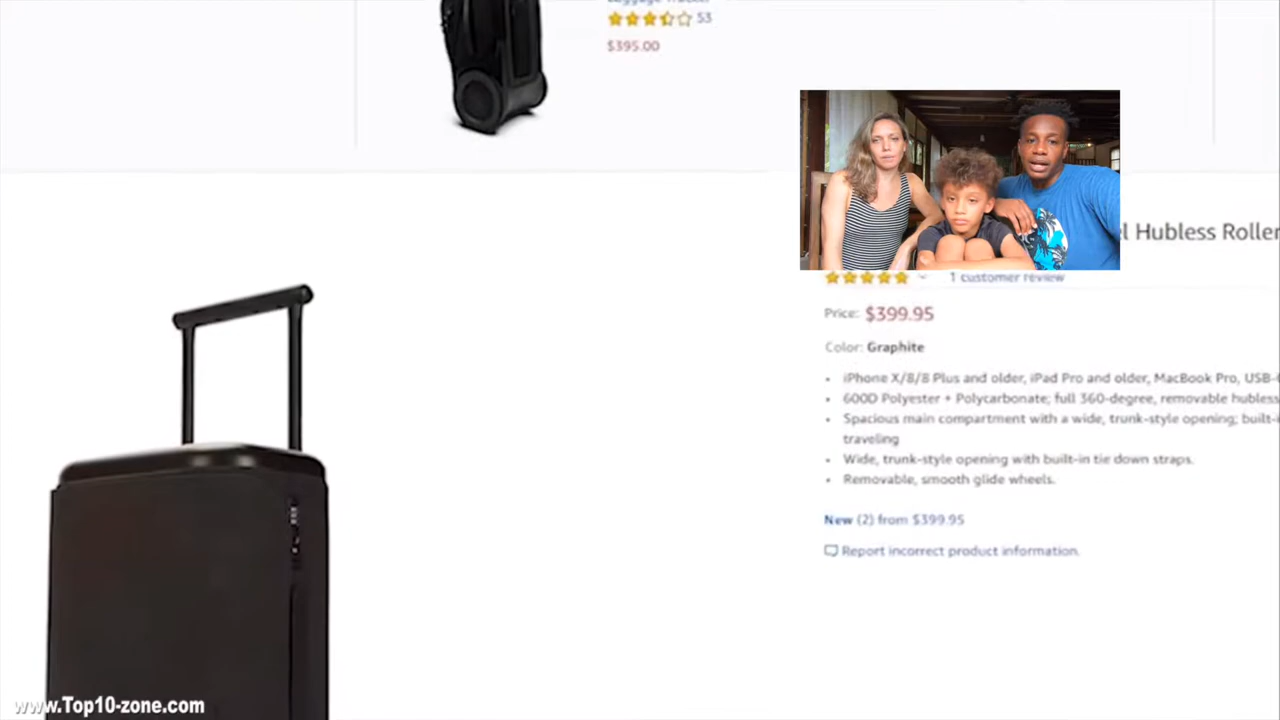 53
$395.00
l Hubless Roller
1 customer review
Price: $399.95
Color: Graphite
• iPhone X/8/8 Plus and older, iPad Pro and older, MacBook Pro, USB-
• 600D Polyester + Polycarbonate; full 360-degree, removable hubless
• Spacious main compartment with a wide, trunk-style opening; built-
traveling
• Wide, trunk-style opening with built-in tie down straps.
• Removable, smooth glide wheels.
New (2) from $399.95
Report incorrect product information.
www.Top10-zone.com